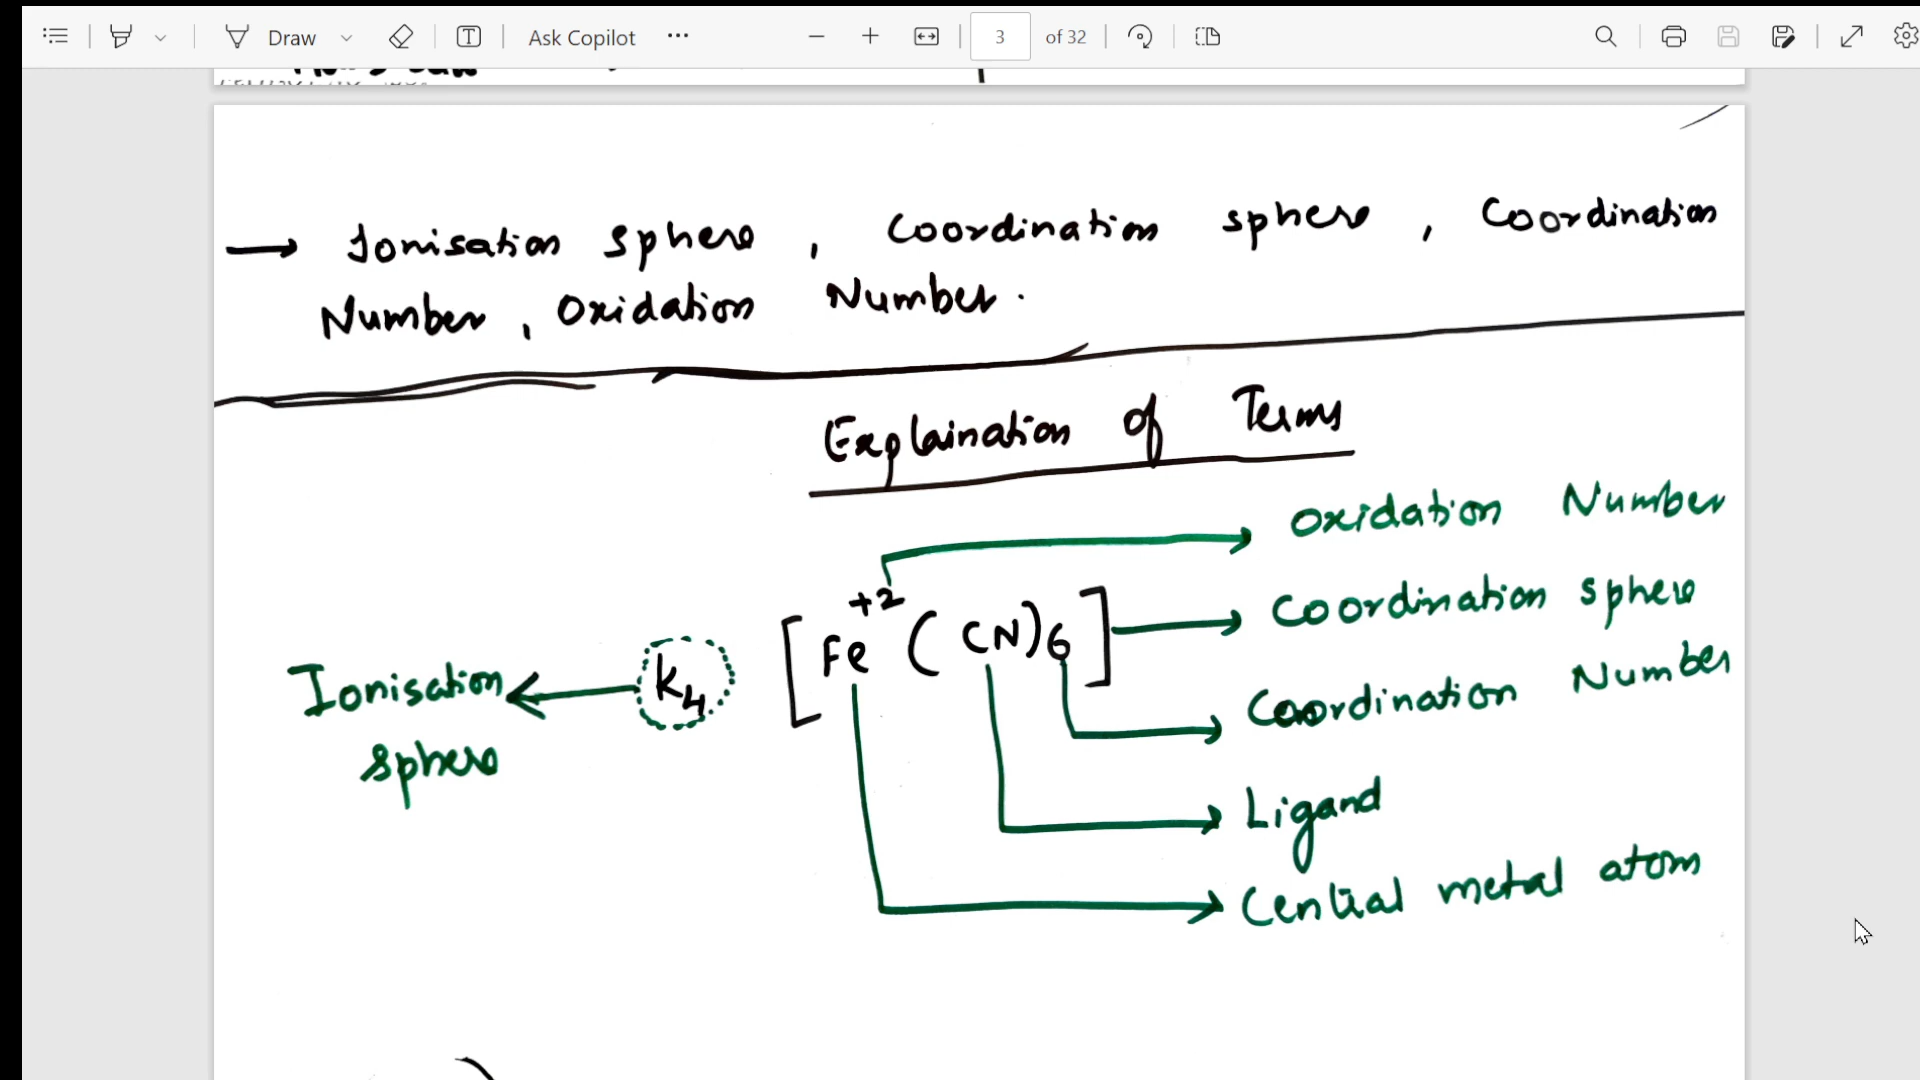 Draw
Ask Copilot
3 of 32
→ Ionisation sphere, Coordination sphere, Coordination
Number, Oxidation Number.
Explaination of Terms
Oxidation Number
+2
Coordination sphere
K4 [Fe(CN)6]
Ionisation
sphere
Coordination Number
Ligand
Central metal atom